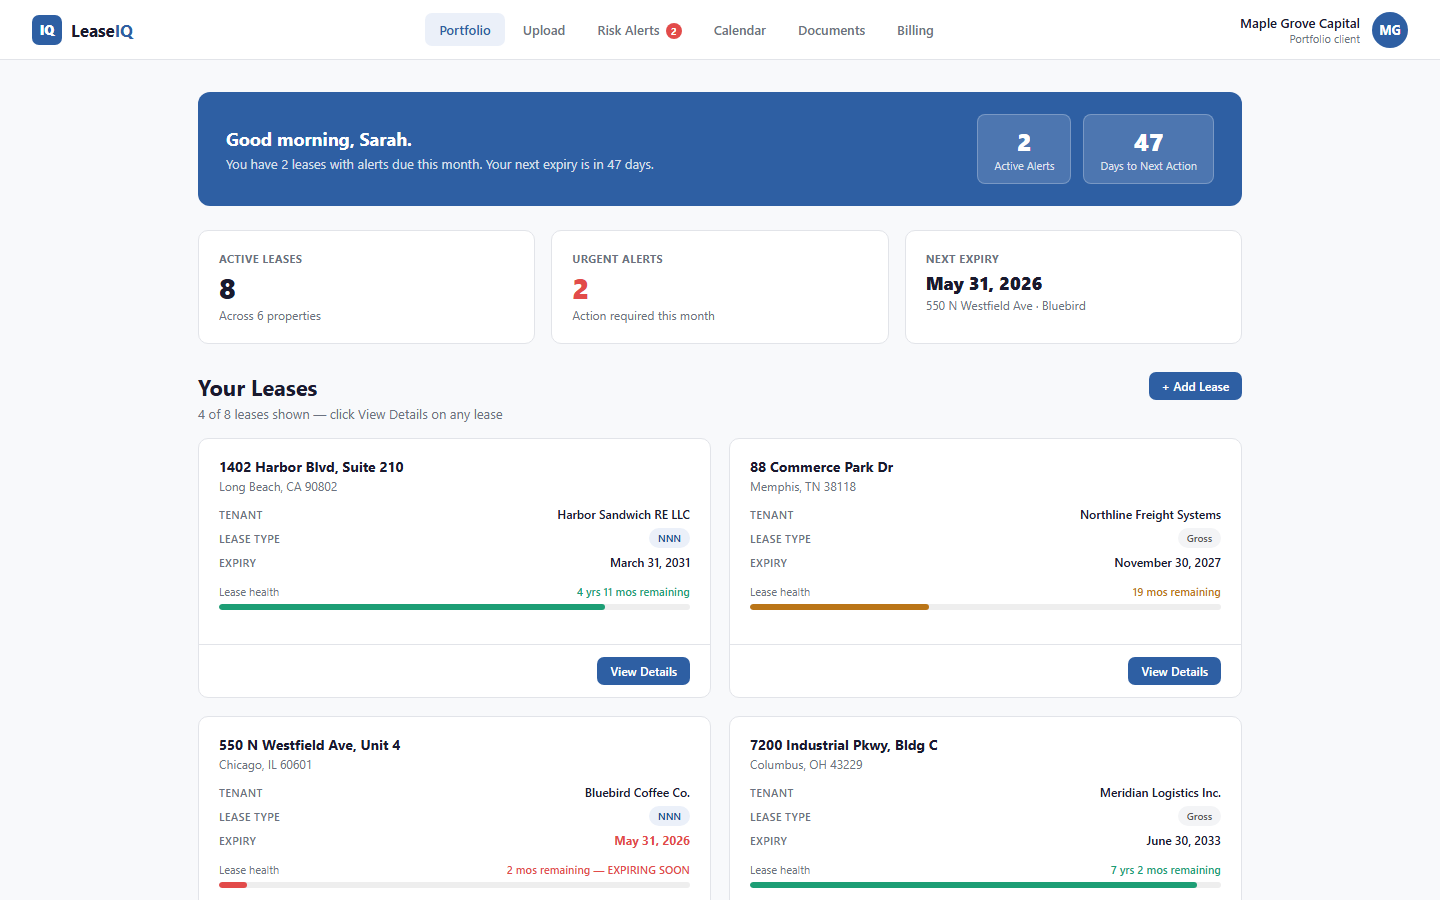 IQ LeaseIQ
Portfolio Upload Risk Alerts 2 Calendar Documents Billing
Maple Grove Capital
Portfolio client
MG
Good morning, Sarah.
You have 2 leases with alerts due this month. Your next expiry is in 47 days.
2
Active Alerts
47
Days to Next Action
ACTIVE LEASES
8
Across 6 properties
URGENT ALERTS
2
Action required this month
NEXT EXPIRY
May 31, 2026
550 N Westfield Ave · Bluebird
Your Leases
4 of 8 leases shown — click View Details on any lease
+ Add Lease
1402 Harbor Blvd, Suite 210
Long Beach, CA 90802
TENANT Harbor Sandwich RE LLC
LEASE TYPE NNN
EXPIRY March 31, 2031
Lease health 4 yrs 11 mos remaining
View Details
88 Commerce Park Dr
Memphis, TN 38118
TENANT Northline Freight Systems
LEASE TYPE Gross
EXPIRY November 30, 2027
Lease health 19 mos remaining
View Details
550 N Westfield Ave, Unit 4
Chicago, IL 60601
TENANT Bluebird Coffee Co.
LEASE TYPE NNN
EXPIRY May 31, 2026
Lease health 2 mos remaining — EXPIRING SOON
7200 Industrial Pkwy, Bldg C
Columbus, OH 43229
TENANT Meridian Logistics Inc.
LEASE TYPE Gross
EXPIRY June 30, 2033
Lease health 7 yrs 2 mos remaining